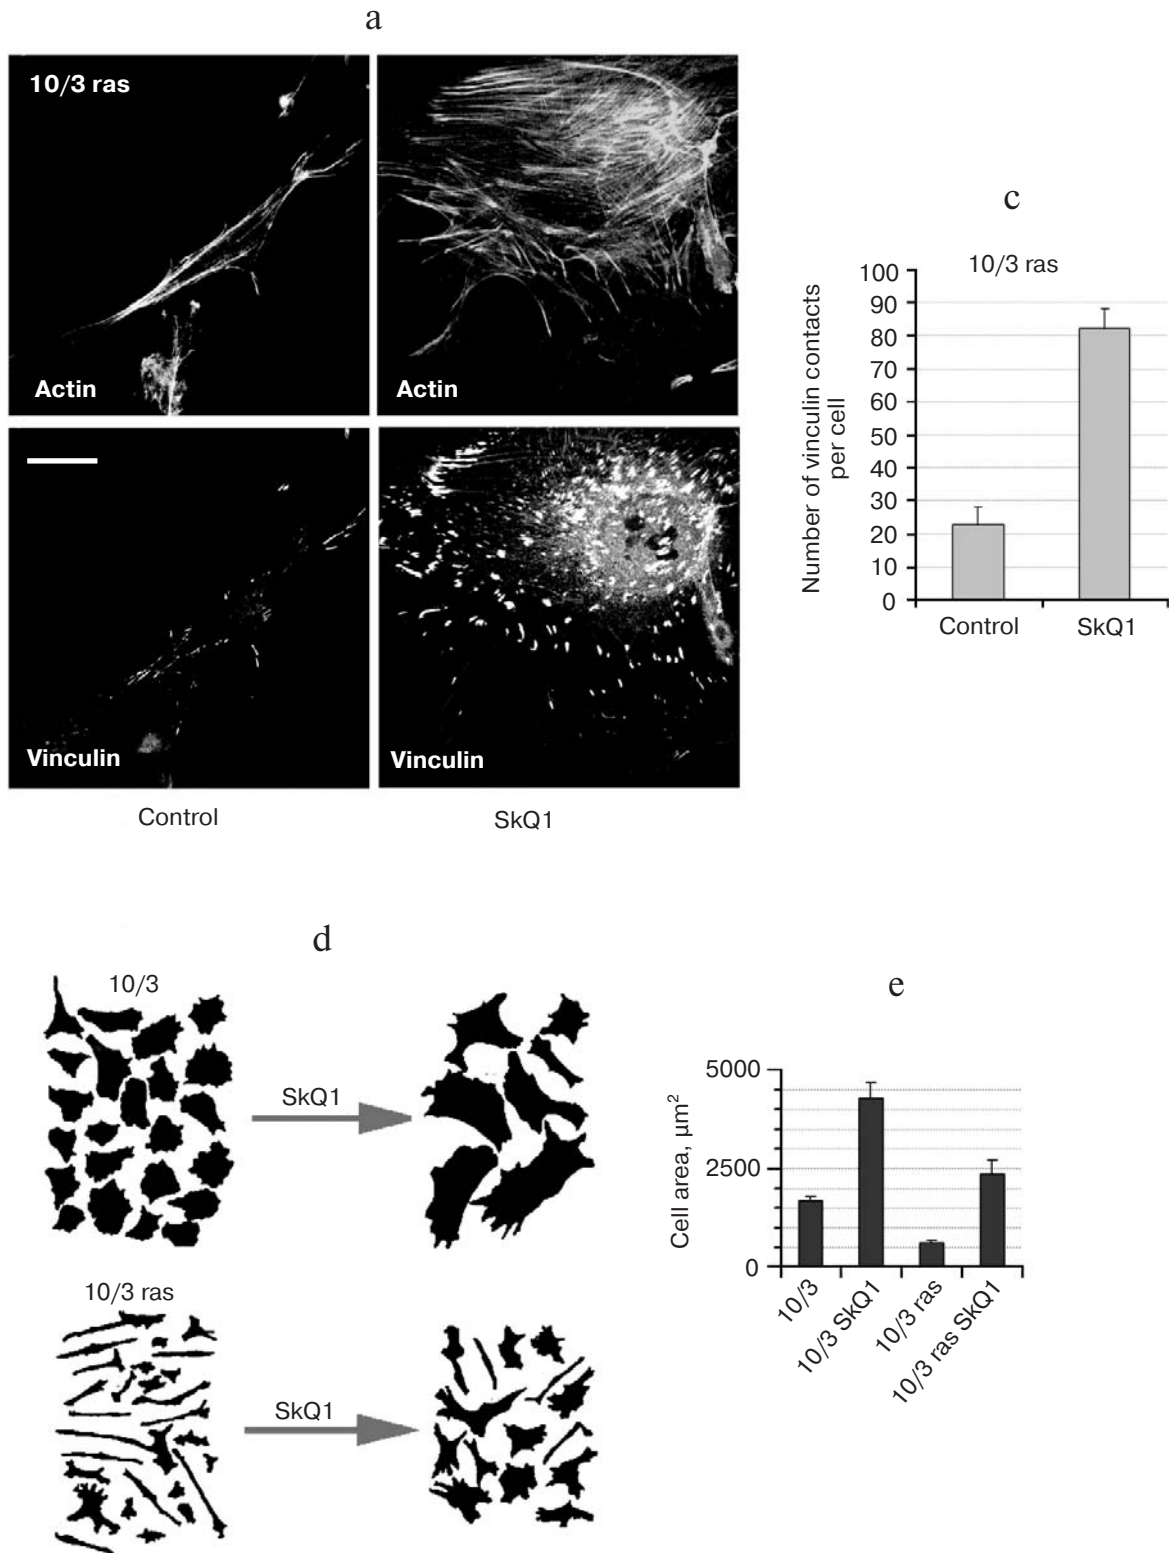 a
10/3 ras
Actin
Actin
Vinculin
Vinculin
Control
SkQ1
c
10/3 ras
Number of vinculin contacts
per cell
100
90
80
70
60
50
40
30
20
10
0
Control
SkQ1
d
10/3
SkQ1
10/3 ras
SkQ1
e
Cell area, μm²
5000
2500
0
10/3
10/3 SkQ1
10/3 ras
10/3 ras SkQ1